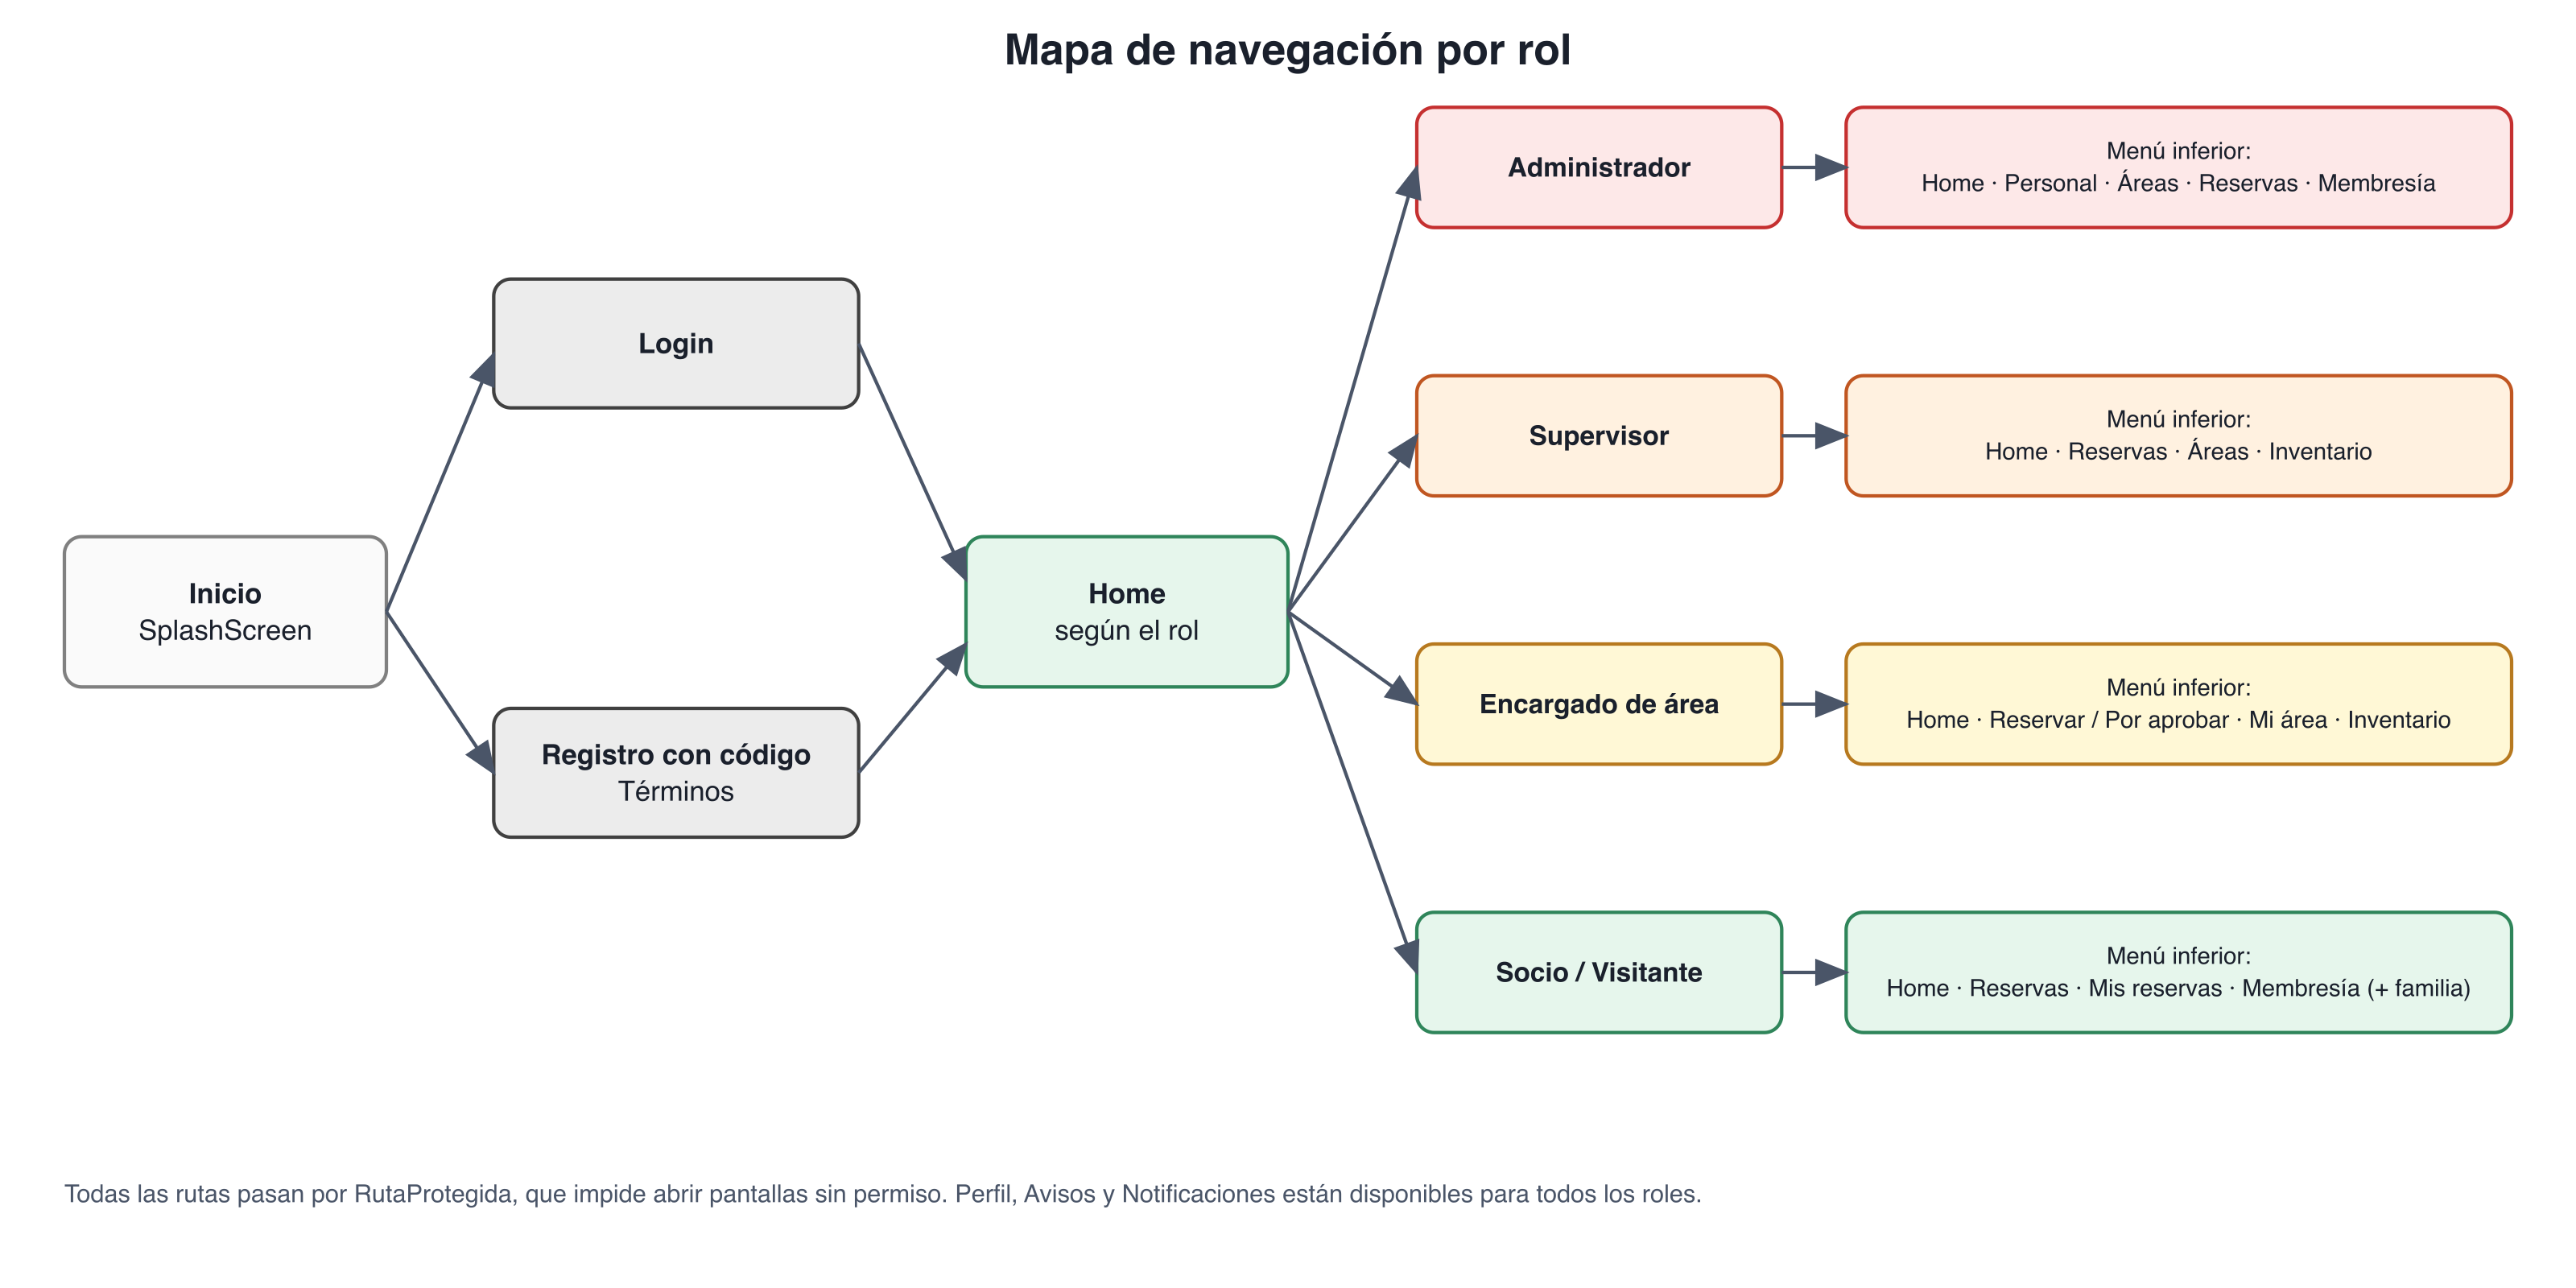 Mapa de navegación por rol
Administrador
Menú inferior:
Home · Personal · Áreas · Reservas · Membresía
Login
Supervisor
Menú inferior:
Home · Reservas · Áreas · Inventario
Inicio
SplashScreen
Home
según el rol
Encargado de área
Menú inferior:
Home · Reservar / Por aprobar · Mi área · Inventario
Registro con código
Términos
Socio / Visitante
Menú inferior:
Home · Reservas · Mis reservas · Membresía (+ familia)
Todas las rutas pasan por RutaProtegida, que impide abrir pantallas sin permiso. Perfil, Avisos y Notificaciones están disponibles para todos los roles.